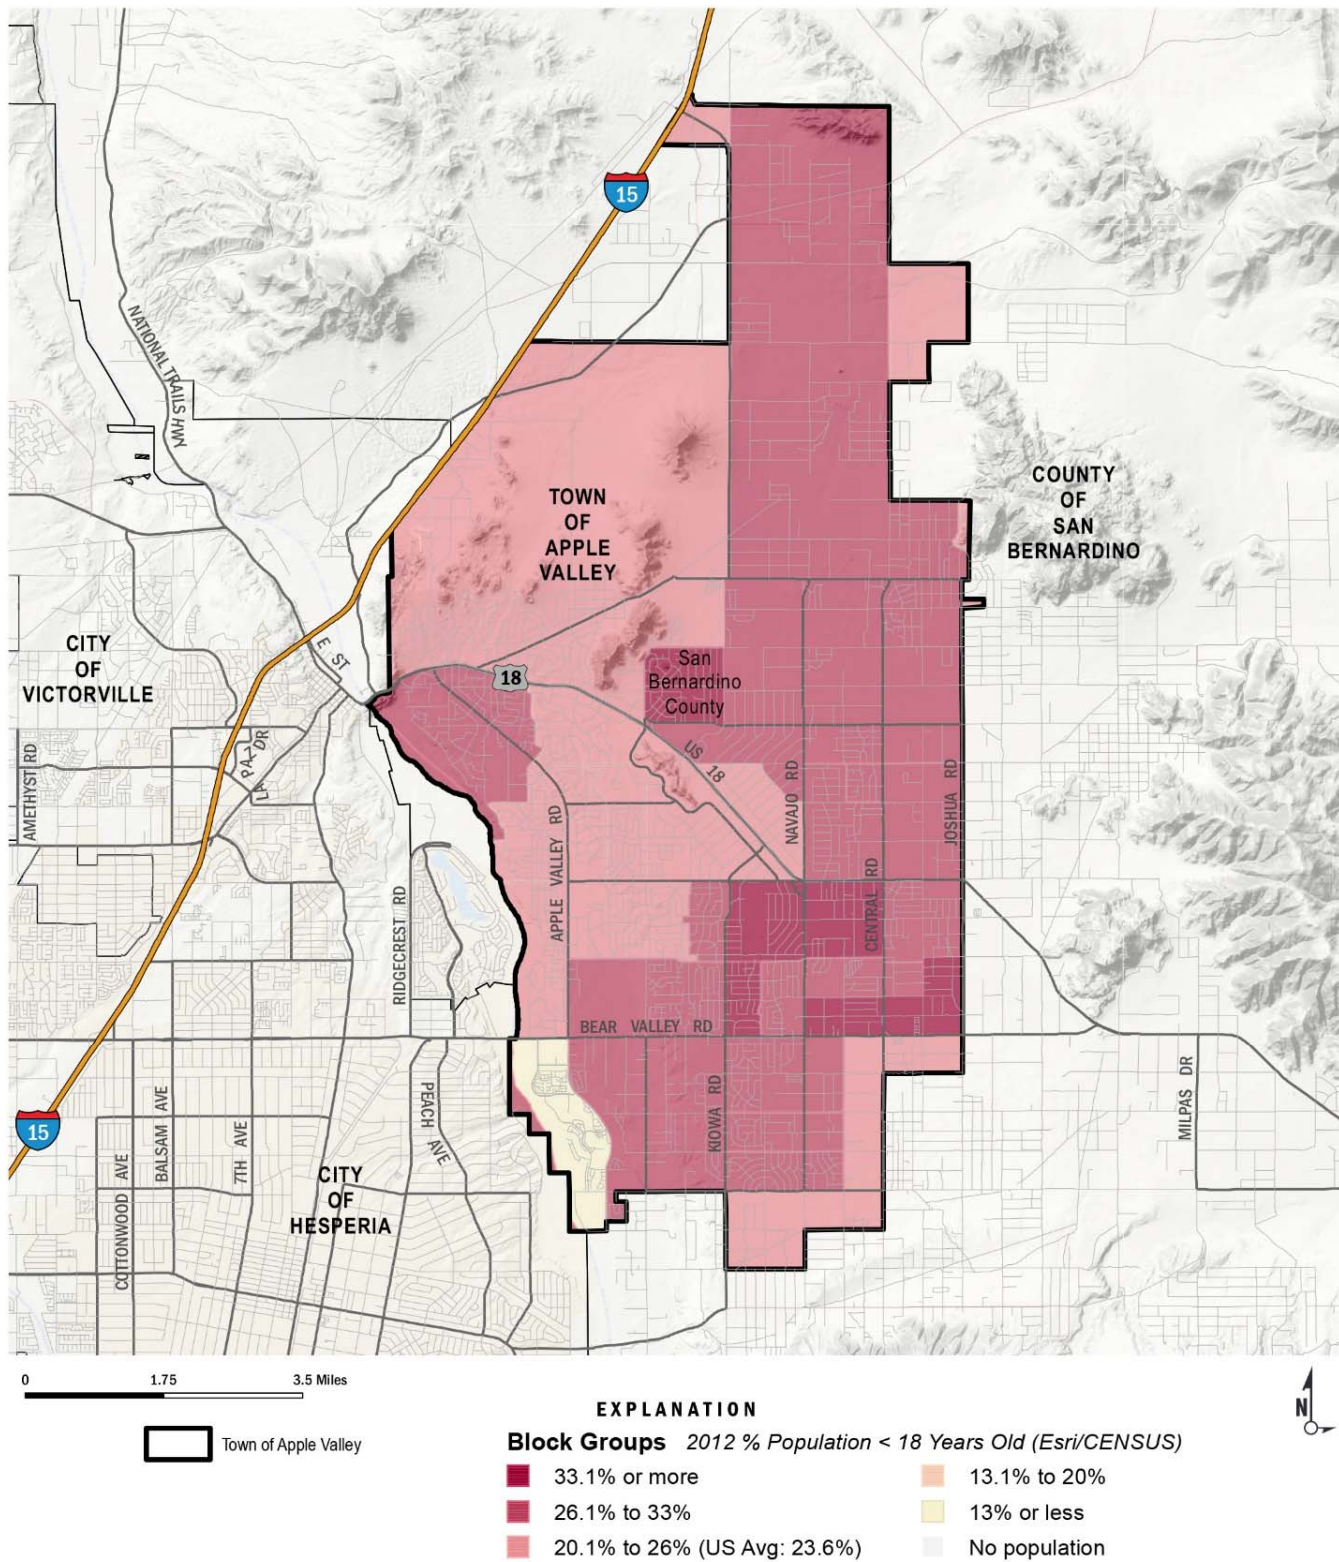 15
NATIONAL TRAILS HWY
TOWN
OF
APPLE
VALLEY
COUNTY
OF
SAN
BERNARDINO
CITY
OF
VICTORVILLE
E ST
18
San
Bernardino
County
US 18
LA PAZ DR
AMETHYST RD
NAVAJO RD
JOSHUA RD
APPLE VALLEY RD
CENTRAL RD
RIDGECREST RD
BEAR VALLEY RD
KIOWA RD
PEACH AVE
MILPAS DR
15
BALSAM AVE
7TH AVE
COTTONWOOD AVE
CITY
OF
HESPERIA
0 1.75 3.5 Miles
N
Town of Apple Valley
EXPLANATION
Block Groups 2012 % Population < 18 Years Old (Esri/CENSUS)
33.1% or more
26.1% to 33%
20.1% to 26% (US Avg: 23.6%)
13.1% to 20%
13% or less
No population